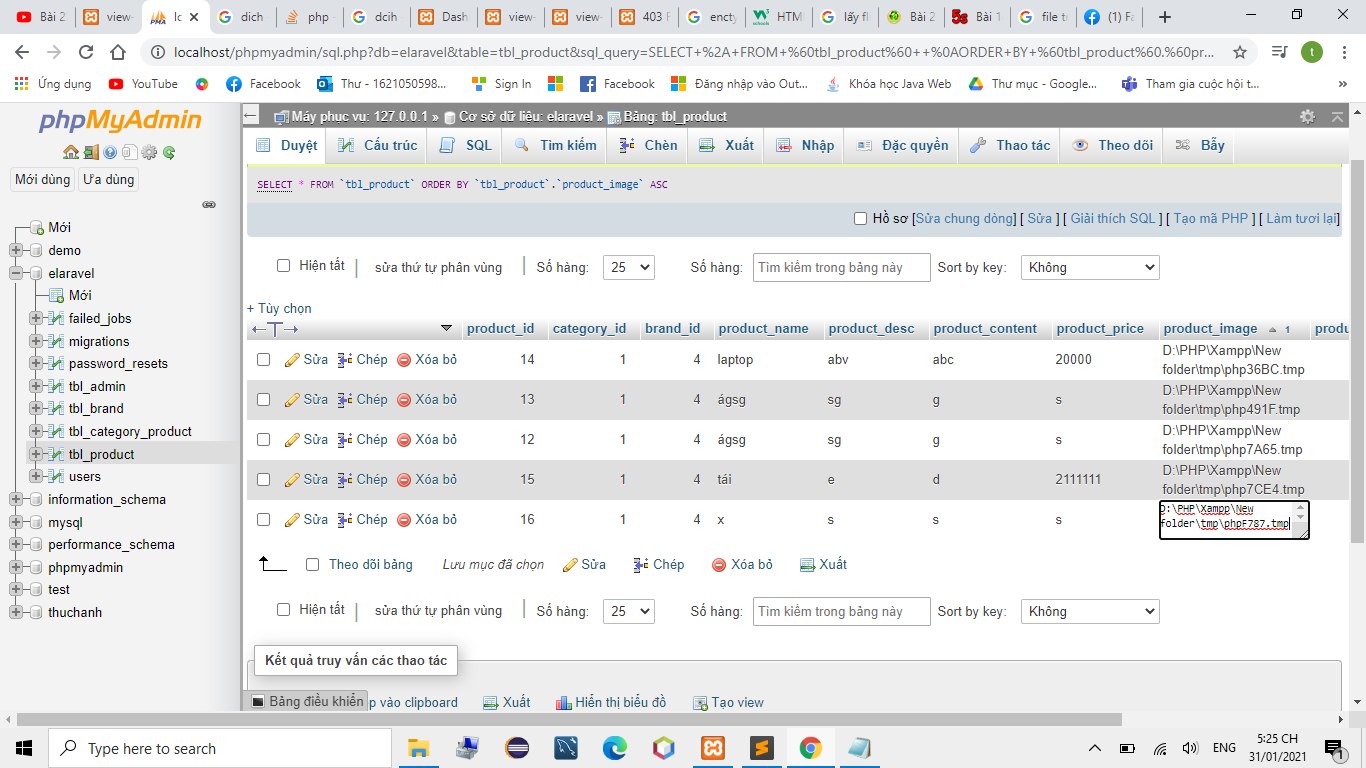 Bài 2
view-
lc
dich
php -
dcih
Dash
view-
view-
403 F
encty
HTM
lấy fl
Bài 2
Bài 1
file t
(1) Fa
localhost/phpmyadmin/sql.php?db=elaravel&table=tbl_product&sql_query=SELECT+%2A+FROM+%60tbl_product%60++%0AORDER+BY+%60tbl_product%60.%60pr...
t
Ứng dụng
YouTube
Facebook
Thư - 1621050598...
Sign In
Facebook
Đăng nhập vào Out...
Khóa học Java Web
Thư mục - Google...
Tham gia cuộc hội t...
phpMyAdmin
Mới dùng
Ưa dùng
Mới
demo
elaravel
Mới
failed_jobs
migrations
password_resets
tbl_admin
tbl_brand
tbl_category_product
tbl_product
users
information_schema
mysql
performance_schema
phpmyadmin
test
thuchanh
Máy phục vụ: 127.0.0.1 » Cơ sở dữ liệu: elaravel » Bảng: tbl_product
Duyệt Cấu trúc SQL Tìm kiếm Chèn Xuất Nhập Đặc quyền Thao tác Theo dõi Bẫy
SELECT * FROM `tbl_product` ORDER BY `tbl_product`.`product_image` ASC
Hồ sơ [Sửa chung dòng] [ Sửa ] [ Giải thích SQL ] [ Tạo mã PHP ] [ Làm tươi lại]
Hiện tất sửa thứ tự phân vùng Số hàng: 25 Số hàng: Tìm kiếm trong bảng này Sort by key: Không
+ Tùy chọn
product_id category_id brand_id product_name product_desc product_content product_price product_image 1 produ
Sửa Chép Xóa bỏ 14 1 4 laptop abv abc 20000 D:\PHP\Xampp\New
folder\tmp\php36BC.tmp
Sửa Chép Xóa bỏ 13 1 4 ágsg sg g s D:\PHP\Xampp\New
folder\tmp\php491F.tmp
Sửa Chép Xóa bỏ 12 1 4 ágsg sg g s D:\PHP\Xampp\New
folder\tmp\php7A65.tmp
Sửa Chép Xóa bỏ 15 1 4 tái e d 2111111 D:\PHP\Xampp\New
folder\tmp\php7CE4.tmp
Sửa Chép Xóa bỏ 16 1 4 x s s s D:\PHP\Xampp\New
folder\tmp\phpF787.tmp
Theo dõi bảng Lưu mục đã chọn Sửa Chép Xóa bỏ Xuất
Hiện tất sửa thứ tự phân vùng Số hàng: 25 Số hàng: Tìm kiếm trong bảng này Sort by key: Không
Kết quả truy vấn các thao tác
Bảng điều khiển
p vào clipboard Xuất Hiển thị biểu đồ Tạo view
Type here to search
ENG
5:25 CH
31/01/2021
1